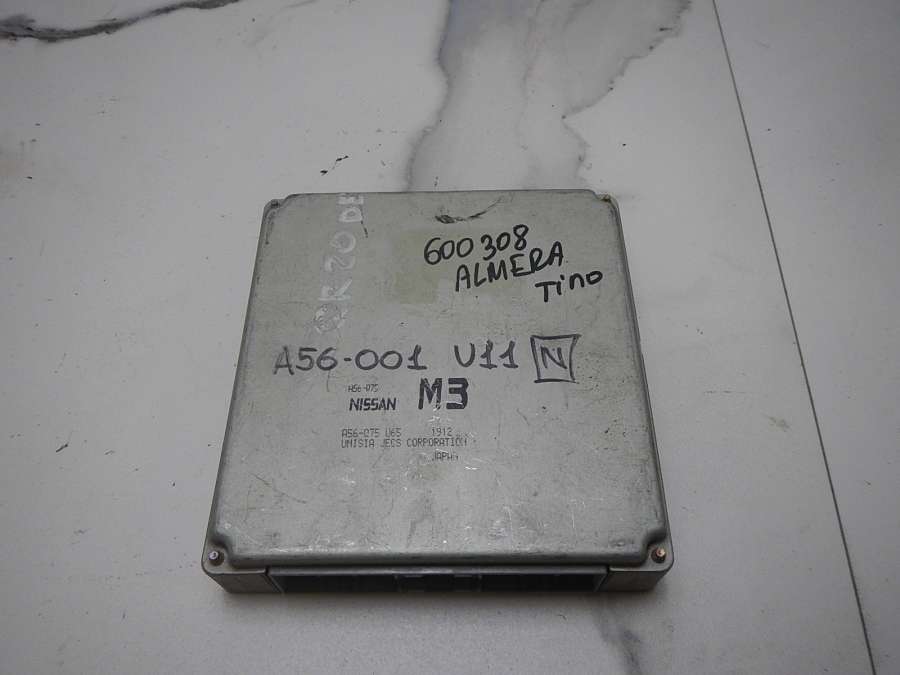 QR20DE
600308
ALMERA
Tino
A56-001 U11 N
A56-075
NISSAN M3
A56-075 U65 1912
UNISIA JECS CORPORATION
JAPAN